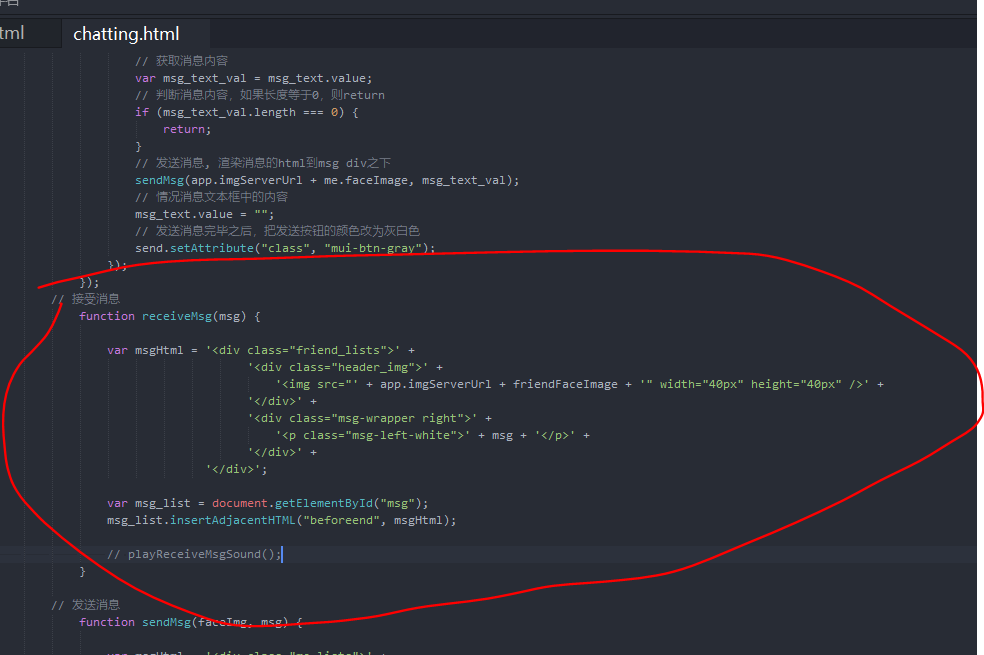 tml chatting.html
// 获取消息内容
var msg_text_val = msg_text.value;
// 判断消息内容，如果长度等于0，则return
if (msg_text_val.length === 0) {
return;
}
// 发送消息, 渲染消息的html到msg div之下
sendMsg(app.imgServerUrl + me.faceImage, msg_text_val);
// 情况消息文本框中的内容
msg_text.value = "";
// 发送消息完毕之后，把发送按钮的颜色改为灰白色
send.setAttribute("class", "mui-btn-gray");
});
});
// 接受消息
function receiveMsg(msg) {
var msgHtml = '<div class="friend_lists">' +
'<div class="header_img">' +
'<img src="' + app.imgServerUrl + friendFaceImage + '" width="40px" height="40px" />' +
'</div>' +
'<div class="msg-wrapper right">' +
'<p class="msg-left-white">' + msg + '</p>' +
'</div>' +
'</div>';
var msg_list = document.getElementById("msg");
msg_list.insertAdjacentHTML("beforeend", msgHtml);
// playReceiveMsgSound();
}
// 发送消息
function sendMsg(faceImg, msg) {